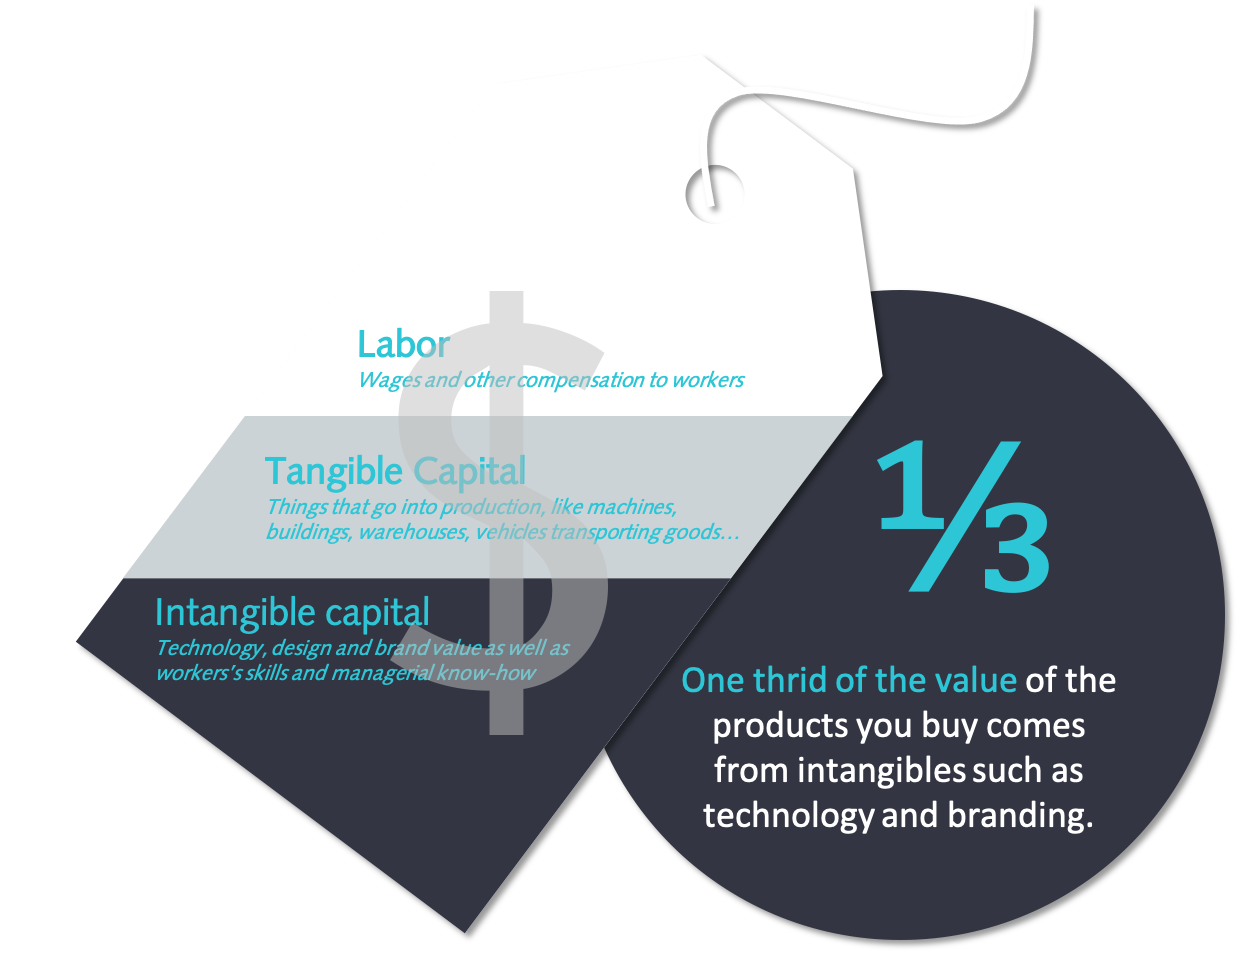 $
Labor
Wages and other compensation to workers
Tangible Capital
Things that go into production, like machines,
buildings, warehouses, vehicles transporting goods...
Intangible capital
Technology, design and brand value as well as
workers's skills and managerial know-how
⅓
One thrid of the value of the
products you buy comes
from intangibles such as
technology and branding.